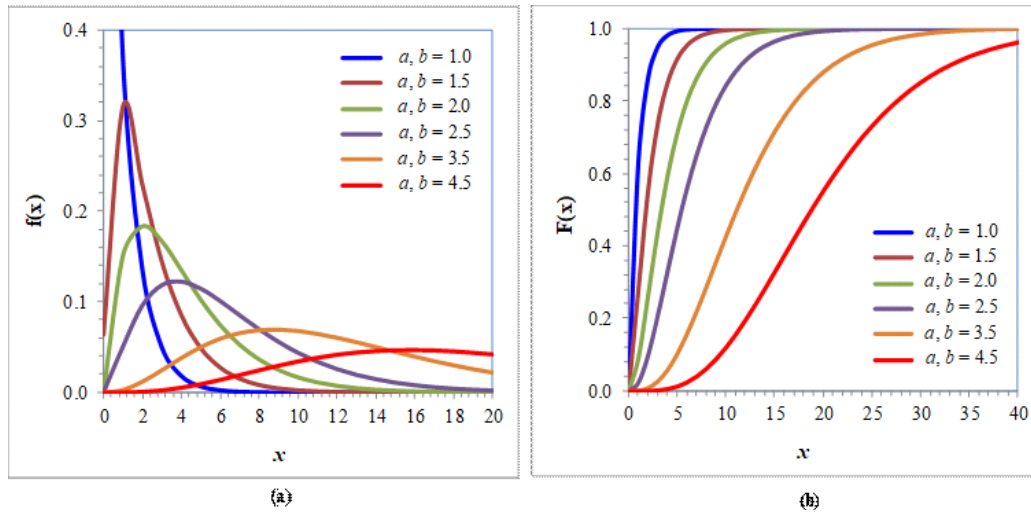 0.4
0.3
0.2
0.1
0.0
f(x)
a, b = 1.0
a, b = 1.5
a, b = 2.0
a, b = 2.5
a, b = 3.5
a, b = 4.5
0 2 4 6 8 10 12 14 16 18 20
x
(a)
1.0
0.8
0.6
0.4
0.2
0.0
F(x)
a, b = 1.0
a, b = 1.5
a, b = 2.0
a, b = 2.5
a, b = 3.5
a, b = 4.5
0 5 10 15 20 25 30 35 40
x
(b)